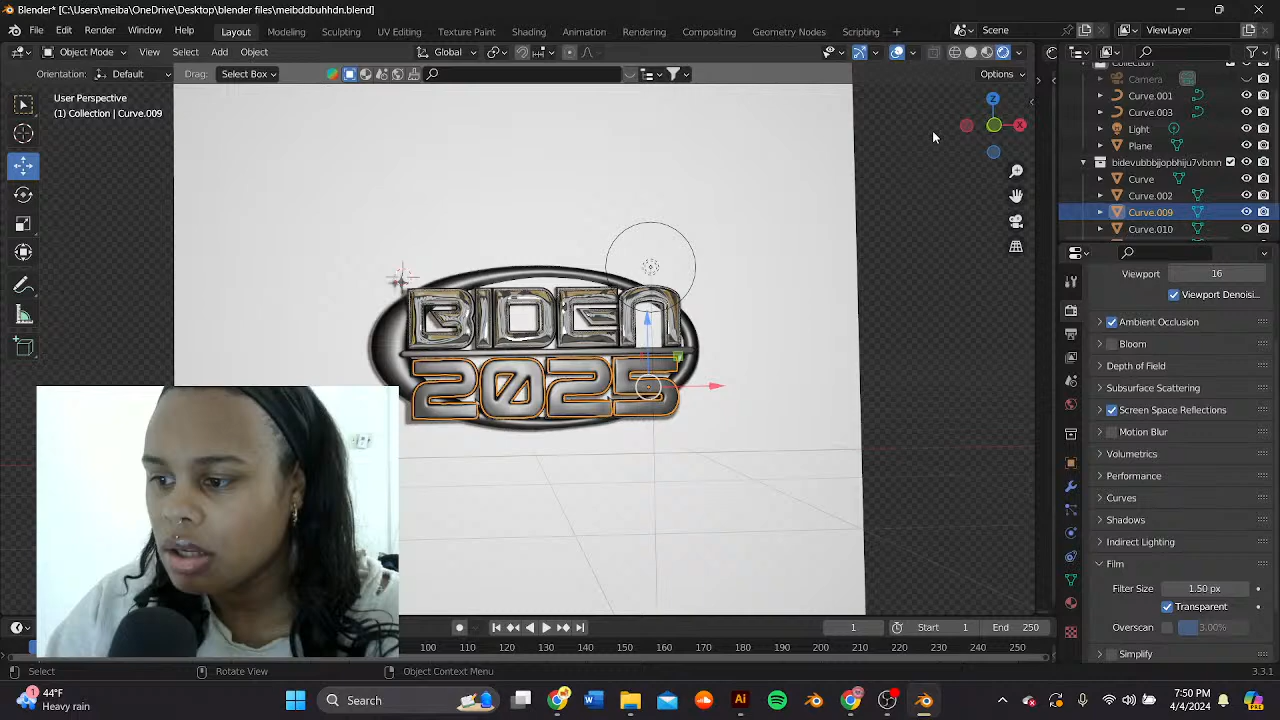 Blender* [C:\Users\meiba\OneDrive\Desktop\blender files\meibddbuhhdn.blend]
File Edit Render Window Help Layout Modeling Sculpting UV Editing Texture Paint Shading Animation Rendering Compositing Geometry Nodes Scripting + Scene ViewLayer
Object Mode View Select Add Object Global
Orientation: Default Drag: Select Box Options
User Perspective
(1) Collection | Curve.009
Z
X
Collection
Camera
Curve.001
Curve.003
Light
Plane
bidevubbbjjopbhiju7vbmn
Curve
Curve.002
Curve.009
Curve.010
Viewport 16
Viewport Denoisi...
Ambient Occlusion
Bloom
Depth of Field
Subsurface Scattering
Screen Space Reflections
Motion Blur
Volumetrics
Performance
Curves
Shadows
Indirect Lighting
Film
Filter Size 1.50 px
Transparent
Overscan 3.00%
Simplify
BIDEN
2025
1 Start 1 End 250
100 110 120 130 140 150 160 170 180 190 200 210 220 230 240 250
Select Rotate View Object Context Menu 3.3.1
1 44°F
Heavy rain
Search
Ai
7:50 PM
4/4/2024